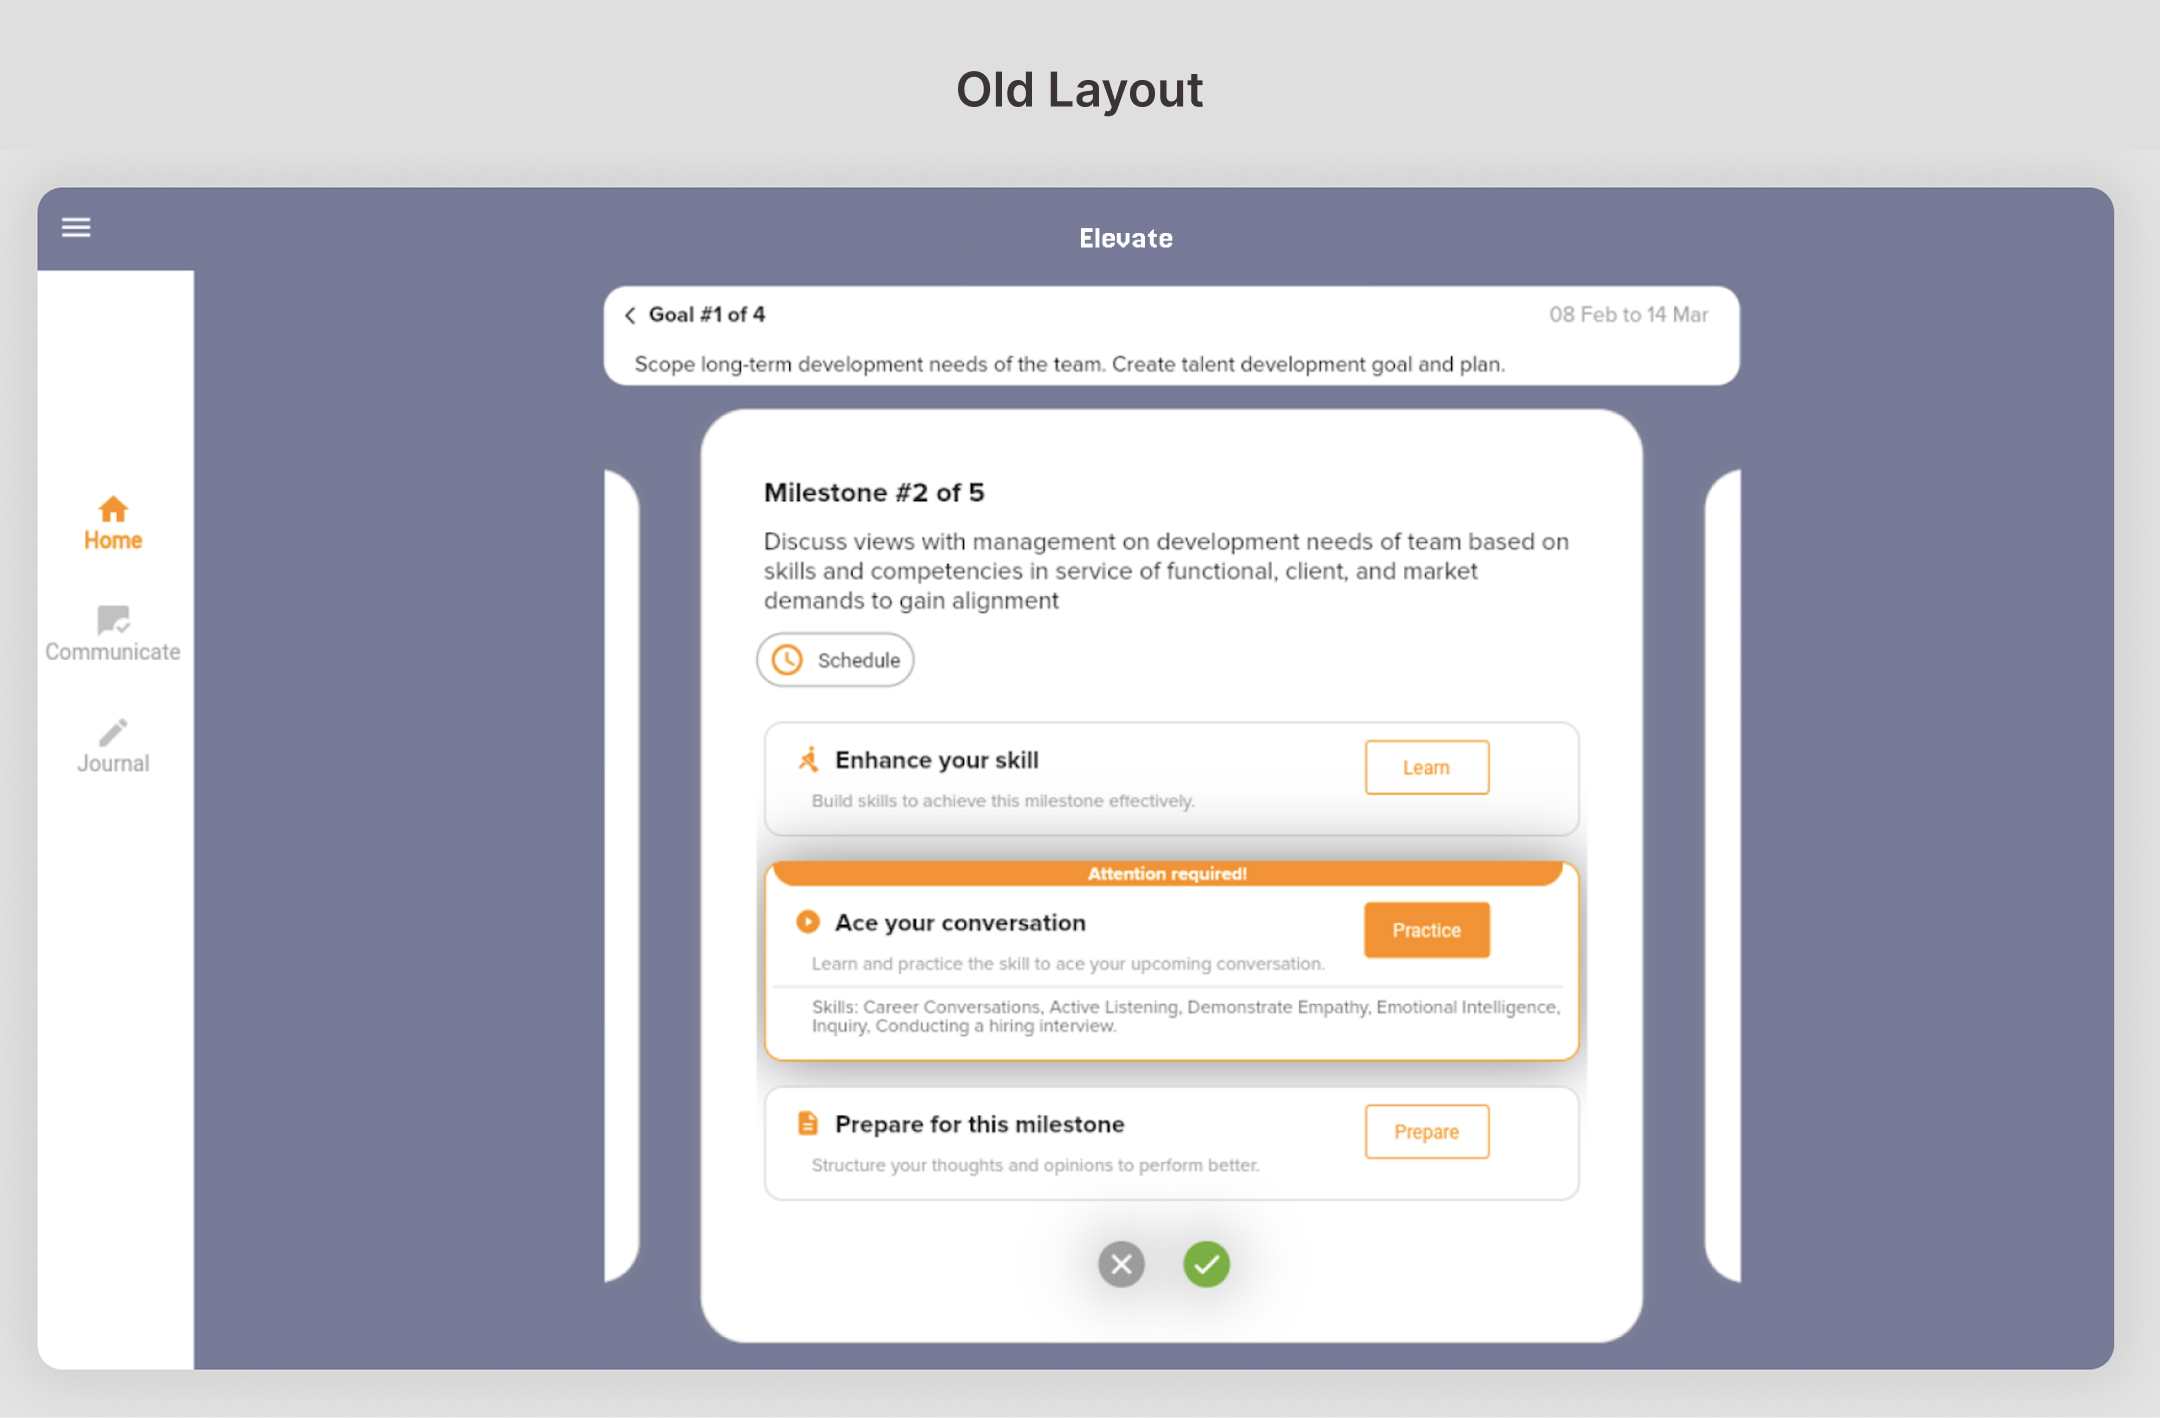 Old Layout
Elevate
Goal #1 of 4
08 Feb to 14 Mar
Scope long-term development needs of the team. Create talent development goal and plan.
Home
Communicate
Journal
Milestone #2 of 5
Discuss views with management on development needs of team based on
skills and competencies in service of functional, client, and market
demands to gain alignment
Schedule
Enhance your skill
Learn
Build skills to achieve this milestone effectively.
Attention required!
Ace your conversation
Practice
Learn and practice the skill to ace your upcoming conversation.
Skills: Career Conversations, Active Listening, Demonstrate Empathy, Emotional Intelligence,
Inquiry, Conducting a hiring interview.
Prepare for this milestone
Prepare
Structure your thoughts and opinions to perform better.